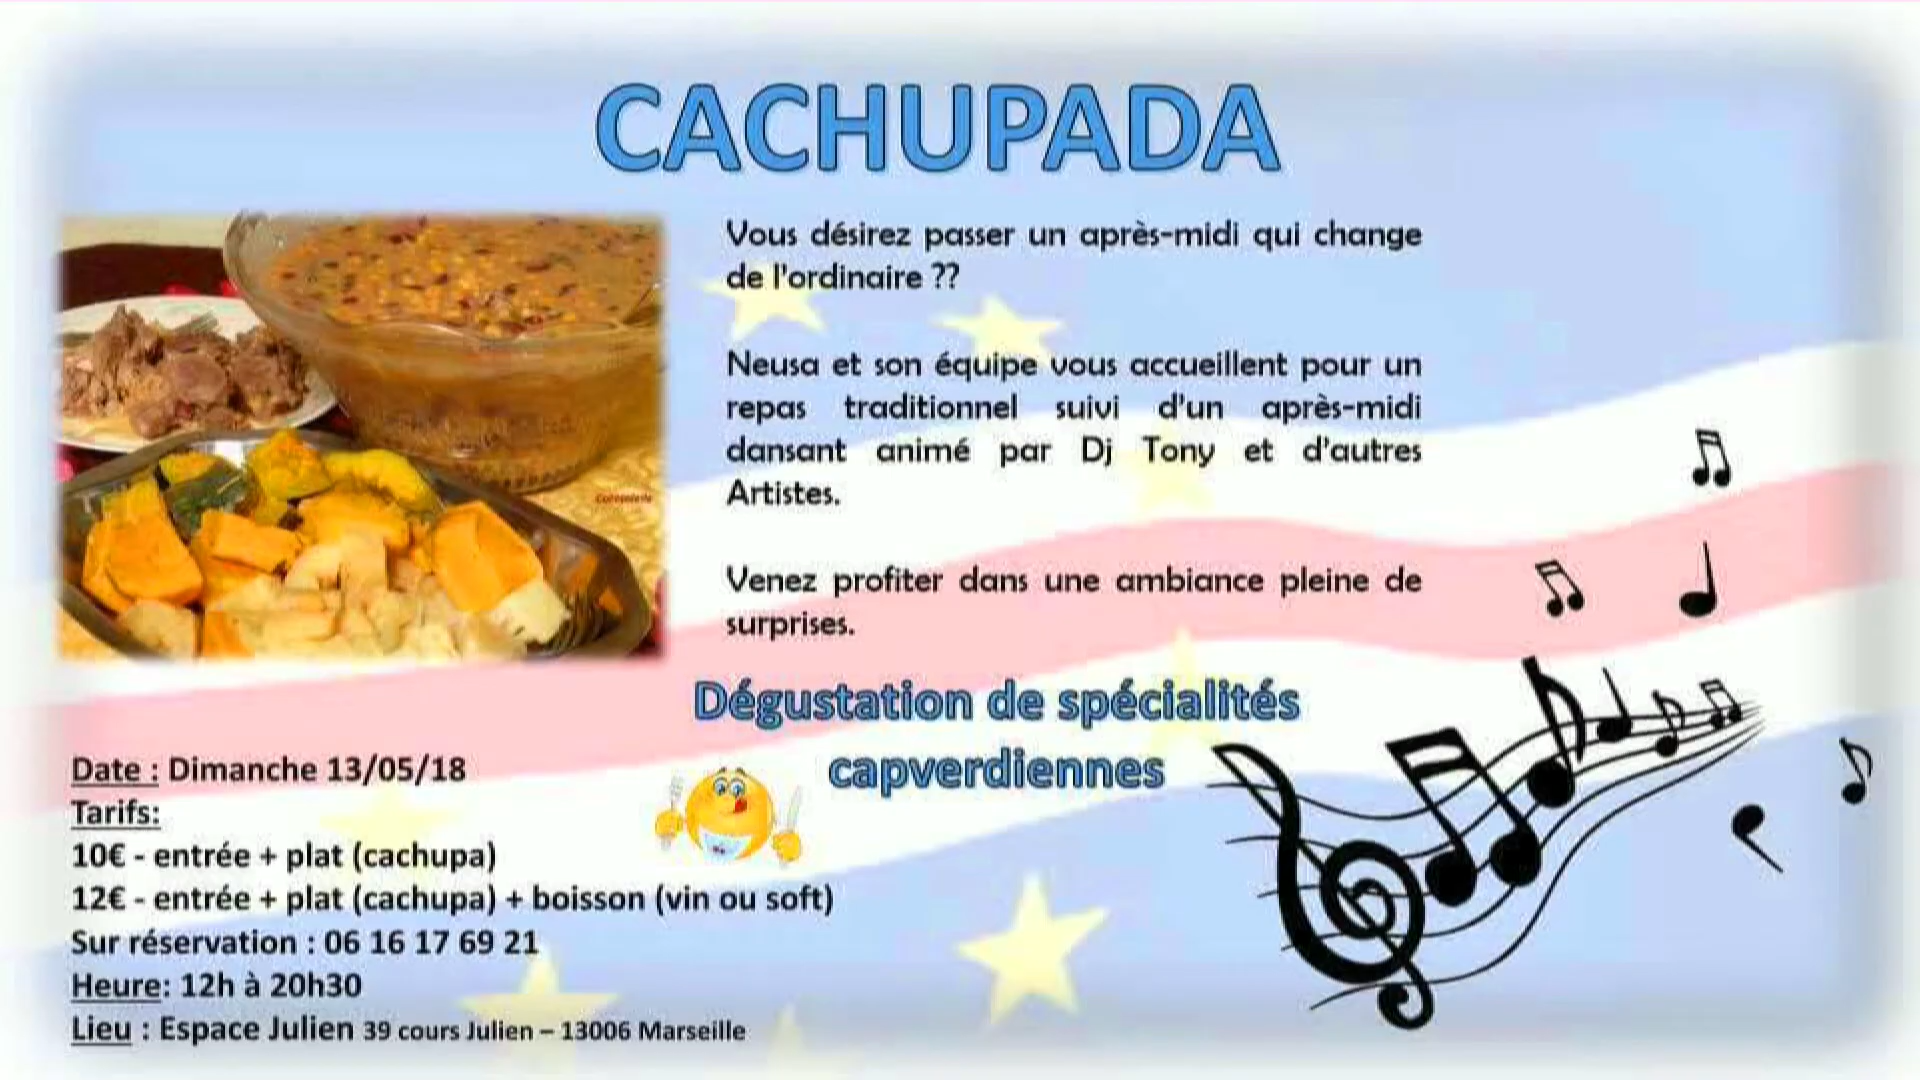 CACHUPADA
Vous désirez passer un après-midi qui change
de l'ordinaire ??
Neusa et son équipe vous accueillent pour un
repas traditionnel suivi d'un après-midi
dansant animé par Dj Tony et d'autres
Artistes.
Venez profiter dans une ambiance pleine de
surprises.
Dégustation de spécialités
capverdiennes
Date : Dimanche 13/05/18
Tarifs:
10€ - entrée + plat (cachupa)
12€ - entrée + plat (cachupa) + boisson (vin ou soft)
Sur réservation : 06 16 17 69 21
Heure: 12h à 20h30
Lieu : Espace Julien 39 cours Julien – 13006 Marseille